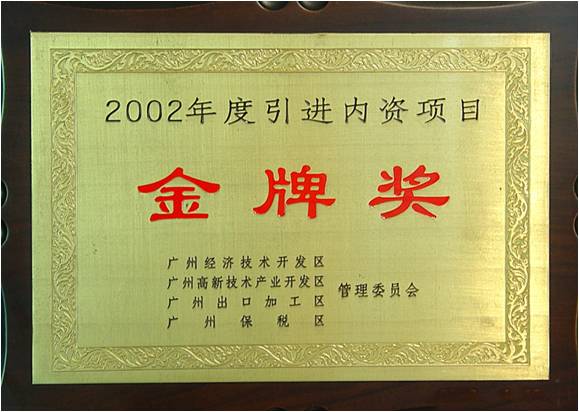 2002年度引进内资项目
金牌奖
广州经济技术开发区
广州高新技术产业开发区
广州出口加工区
广州保税区
管理委员会